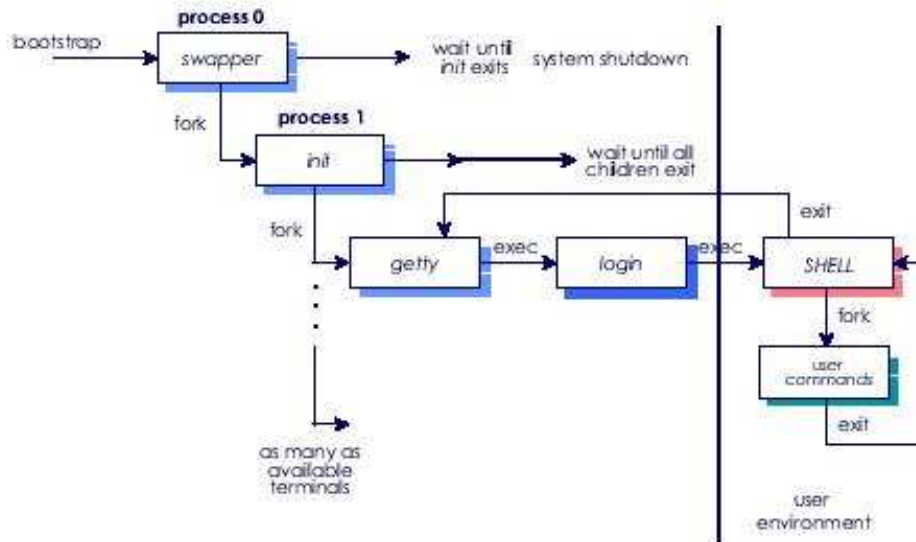 process 0
bootstrap
swapper
wait until
init exits
system shutdown
fork
process 1
init
wait until all
children exit
fork
exit
getty
exec
login
exec
SHELL
fork
user
commands
exit
as many as
available
terminals
user
environment